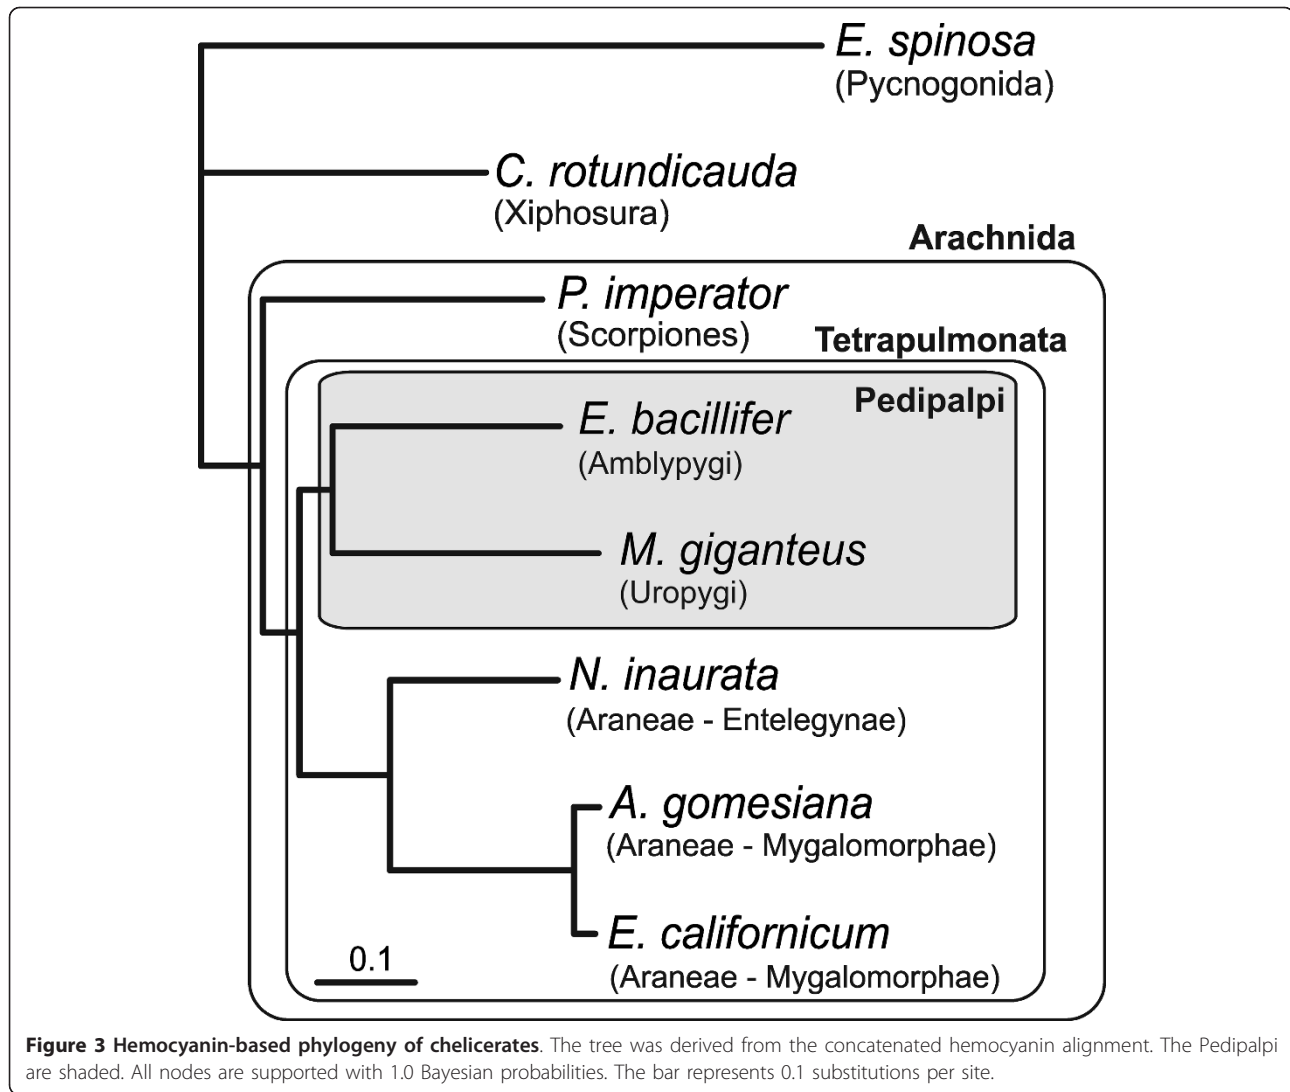 E. spinosa
(Pycnogonida)
C. rotundicauda
(Xiphosura)
Arachnida
P. imperator
(Scorpiones)
Tetrapulmonata
Pedipalpi
E. bacillifer
(Amblypygi)
M. giganteus
(Uropygi)
N. inaurata
(Araneae - Entelegynae)
A. gomesiana
(Araneae - Mygalomorphae)
E. californicum
(Araneae - Mygalomorphae)
0.1
Figure 3 Hemocyanin-based phylogeny of chelicerates. The tree was derived from the concatenated hemocyanin alignment. The Pedipalpi
are shaded. All nodes are supported with 1.0 Bayesian probabilities. The bar represents 0.1 substitutions per site.